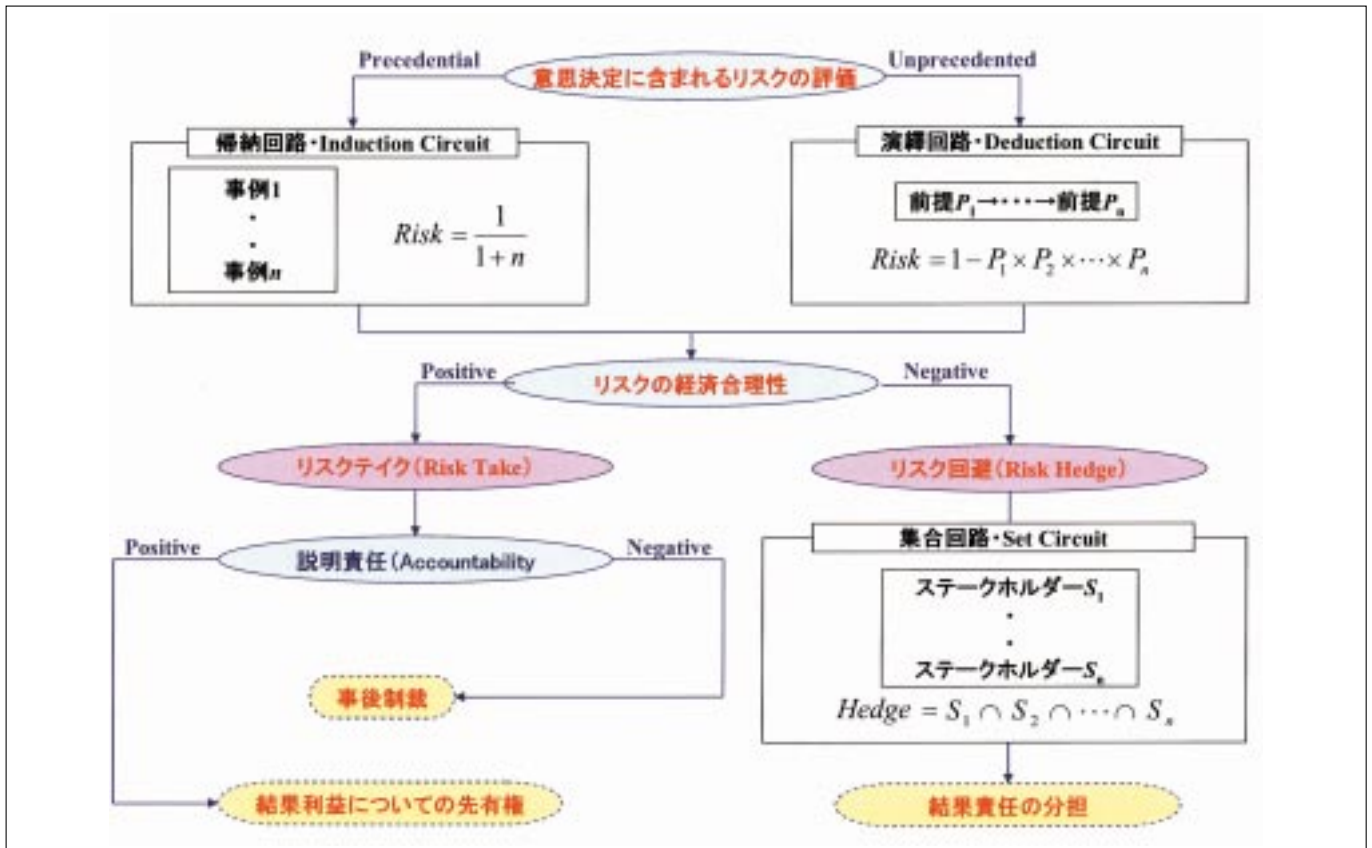 Precedential
Unprecedented
意思決定に含まれるリスクの評価
帰納回路・Induction Circuit
事例1
・
・
事例n
Risk = 1 / (1 + n)
演繹回路・Deduction Circuit
前提P₁→・・・→前提Pₙ
Risk = 1 − P₁ × P₂ × ⋯ × Pₙ
Positive
リスクの経済合理性
Negative
リスクテイク(Risk Take)
リスク回避(Risk Hedge)
Positive
説明責任(Accountability
Negative
集合回路・Set Circuit
ステークホルダーS₁
・
・
ステークホルダーSₙ
Hedge = S₁ ∩ S₂ ∩ ⋯ ∩ Sₙ
事後制裁
結果利益についての先有権
結果責任の分担